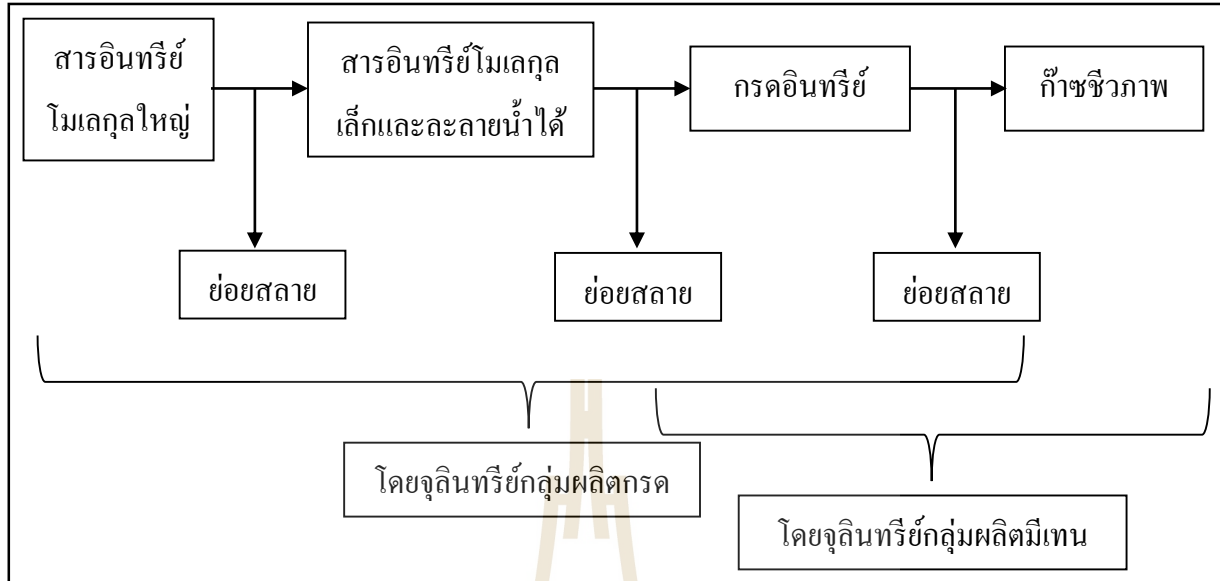 สารอินทรีย์
โมเลกุลใหญ่
สารอินทรีย์โมเลกุล
เล็กและละลายน้ำได้
กรดอินทรีย์
ก๊าซชีวภาพ
ย่อยสลาย
ย่อยสลาย
ย่อยสลาย
โดยจุลินทรีย์กลุ่มผลิตกรด
โดยจุลินทรีย์กลุ่มผลิตมีเทน